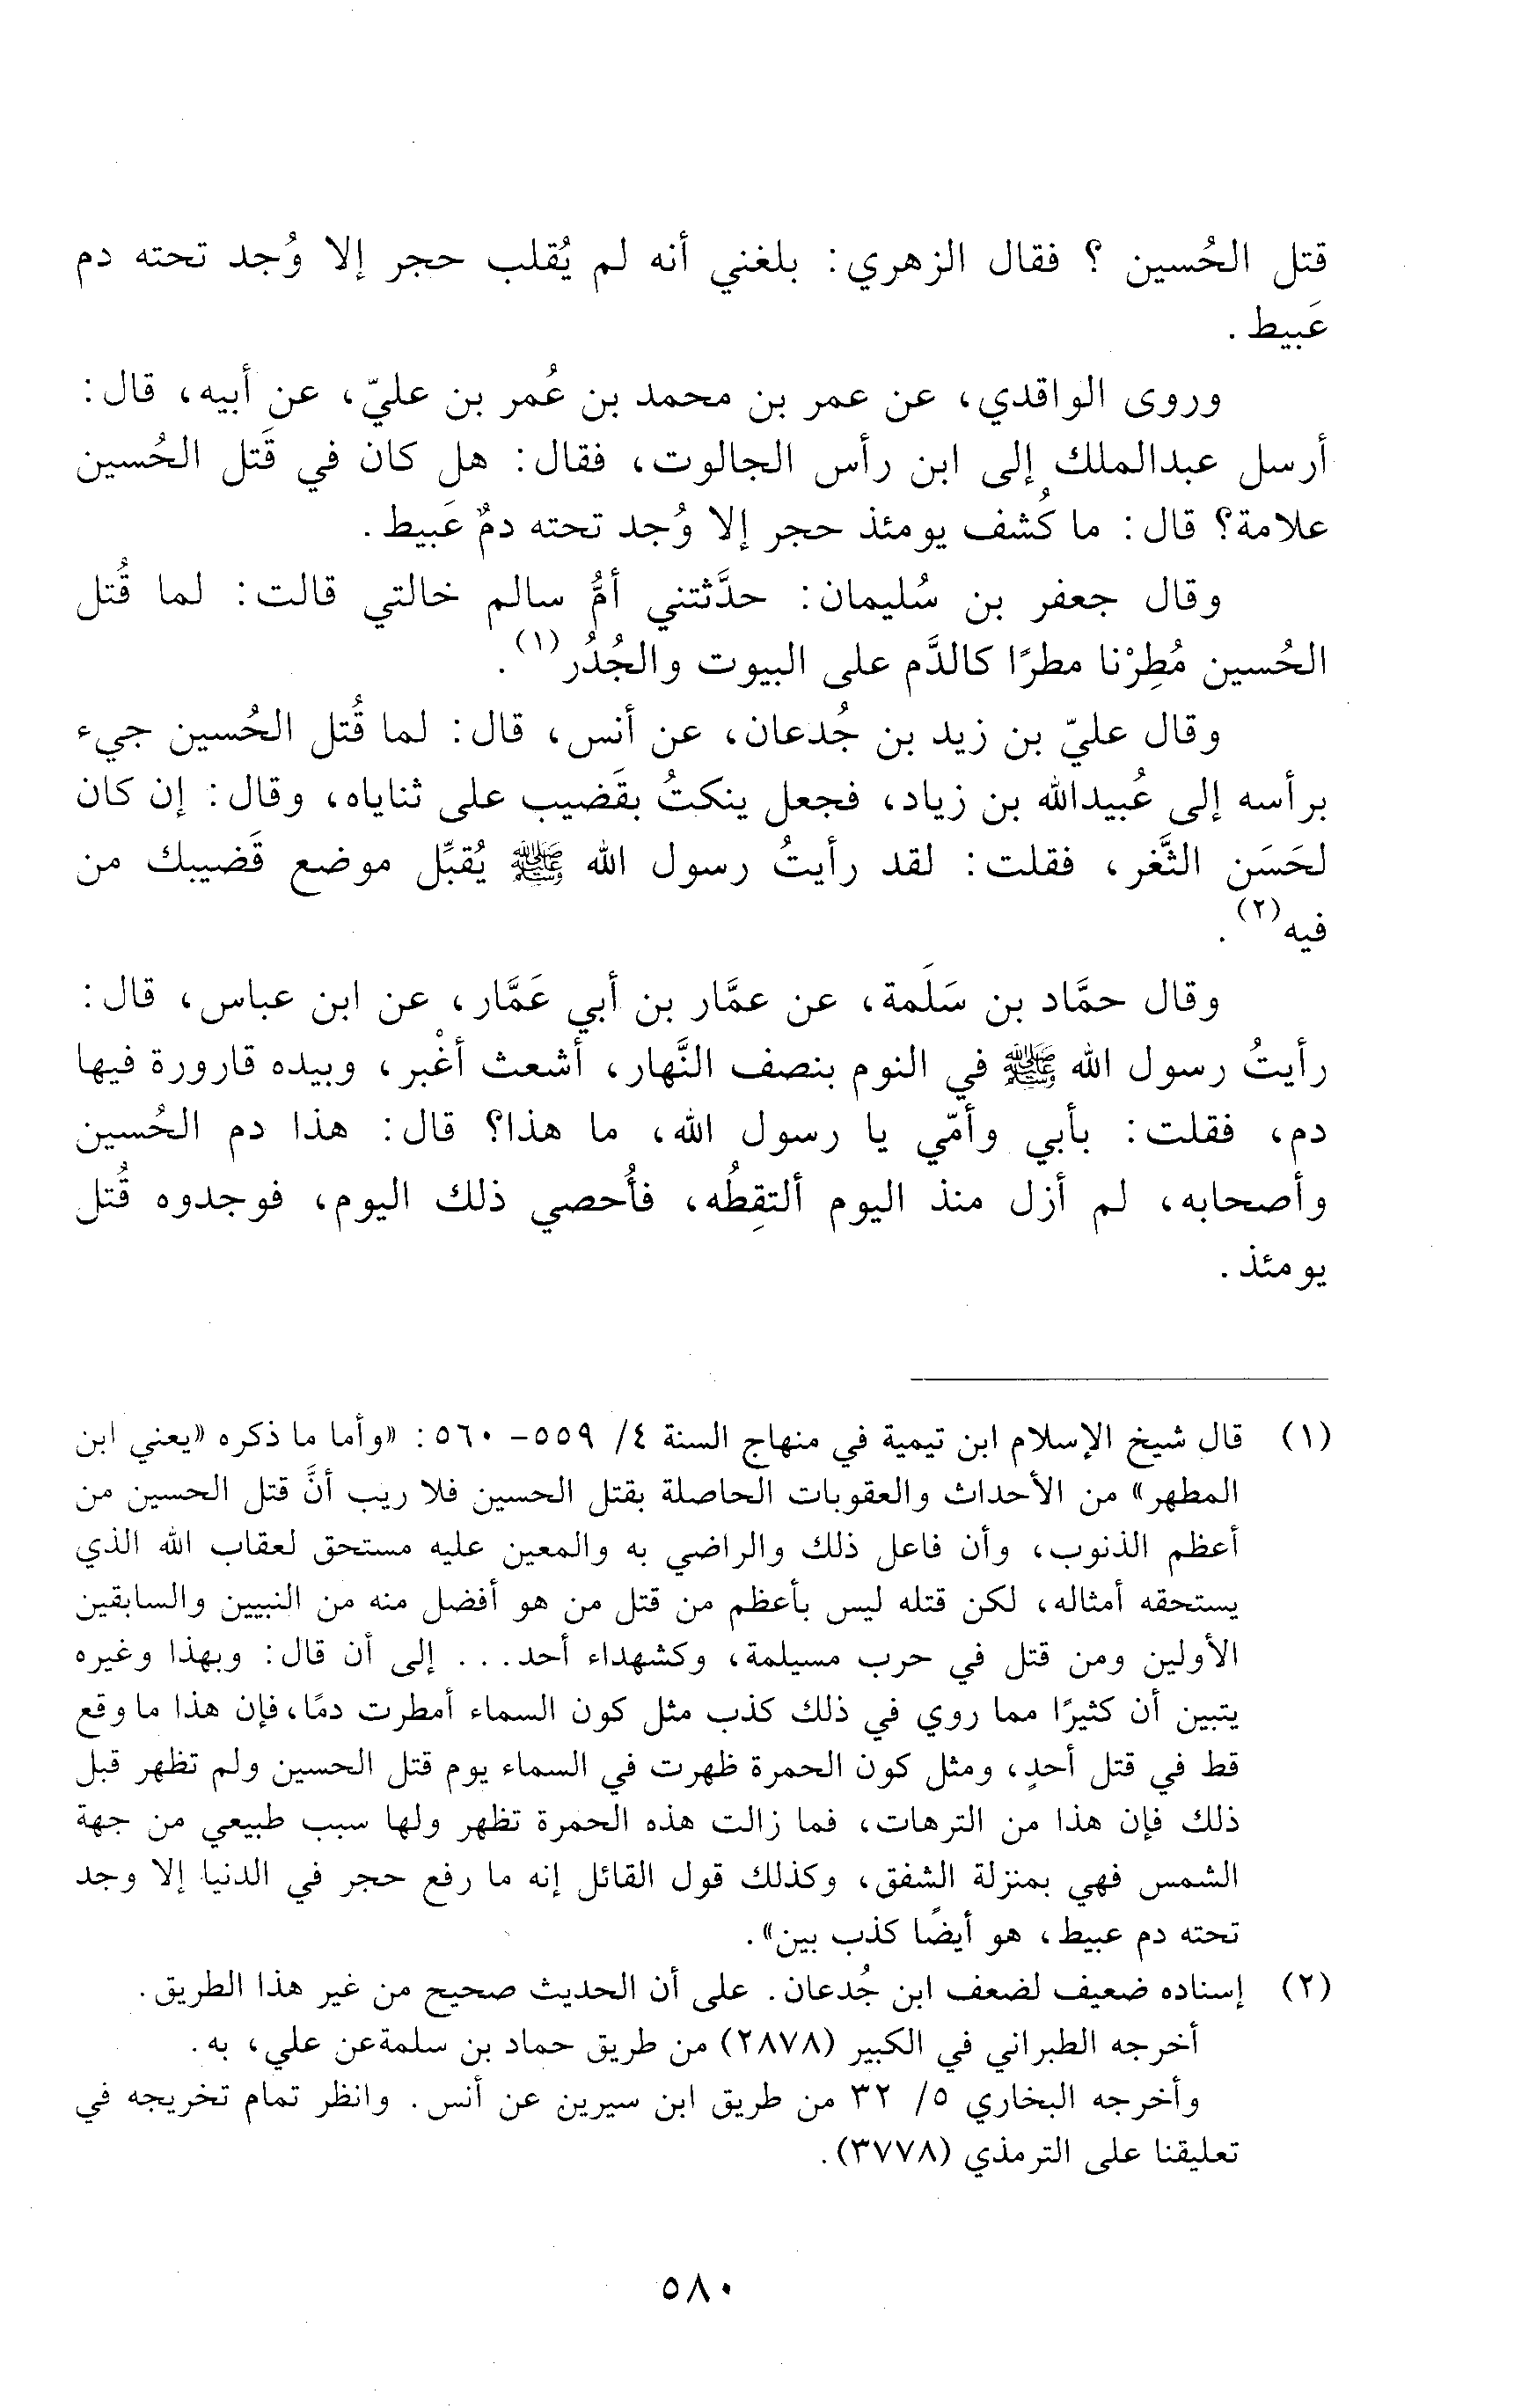 قتل الحُسين ؟ فقال الزهري: بلغني أنه لم يُقلب حجر إلا وُجد تحته دم
عَبيط.
وروى الواقدي، عن عمر بن محمد بن عُمر بن عليّ، عن أبيه، قال:
أرسل عبدالملك إلى ابن رأس الجالوت، فقال: هل كان في قَتل الحُسين
علامة؟ قال: ما كُشف يومئذ حجر إلا وُجد تحته دمٌ عَبيط.
وقال جعفر بن سُليمان: حدَّثتني أمُّ سالم خالتي قالت: لما قُتل
الحُسين مُطِرْنا مطرًا كالدَّم على البيوت والجُدُر(١).
وقال عليّ بن زيد بن جُدعان، عن أنس، قال: لما قُتل الحُسين جيء
برأسه إلى عُبيدالله بن زياد، فجعل ينكتُ بقَضيب على ثناياه، وقال: إن كان
لحَسَن الثَّغر، فقلت: لقد رأيتُ رسول الله ﷺ يُقبِّل موضع قَضيبك من
فيه(٢).
وقال حمَّاد بن سَلَمة، عن عمَّار بن أبي عَمَّار، عن ابن عباس، قال:
رأيتُ رسول الله ﷺ في النوم بنصف النَّهار، أشعث أغْبر، وبيده قارورة فيها
دم، فقلت: بأبي وأمّي يا رسول الله، ما هذا؟ قال: هذا دم الحُسين
وأصحابه، لم أزل منذ اليوم ألتقِطُه، فأُحصي ذلك اليوم، فوجدوه قُتل
يومئذ.
(١) قال شيخ الإسلام ابن تيمية في منهاج السنة ٤/ ٥٥٩- ٥٦٠: «وأما ما ذكره «يعني ابن
المطهر» من الأحداث والعقوبات الحاصلة بقتل الحسين فلا ريب أنَّ قتل الحسين من
أعظم الذنوب، وأن فاعل ذلك والراضي به والمعين عليه مستحق لعقاب الله الذي
يستحقه أمثاله، لكن قتله ليس بأعظم من قتل من هو أفضل منه من النبيين والسابقين
الأولين ومن قتل في حرب مسيلمة، وكشهداء أحد... إلى أن قال: وبهذا وغيره
يتبين أن كثيرًا مما روي في ذلك كذب مثل كون السماء أمطرت دمًا، فإن هذا ما وقع
قط في قتل أحدٍ، ومثل كون الحمرة ظهرت في السماء يوم قتل الحسين ولم تظهر قبل
ذلك فإن هذا من الترهات، فما زالت هذه الحمرة تظهر ولها سبب طبيعي من جهة
الشمس فهي بمنزلة الشفق، وكذلك قول القائل إنه ما رفع حجر في الدنيا إلا وجد
تحته دم عبيط، هو أيضًا كذب بين».
(٢) إسناده ضعيف لضعف ابن جُدعان. على أن الحديث صحيح من غير هذا الطريق.
أخرجه الطبراني في الكبير (٢٨٧٨) من طريق حماد بن سلمة عن علي، به.
وأخرجه البخاري ٥/ ٣٢ من طريق ابن سيرين عن أنس. وانظر تمام تخريجه في
تعليقنا على الترمذي (٣٧٧٨).
٥٨٠